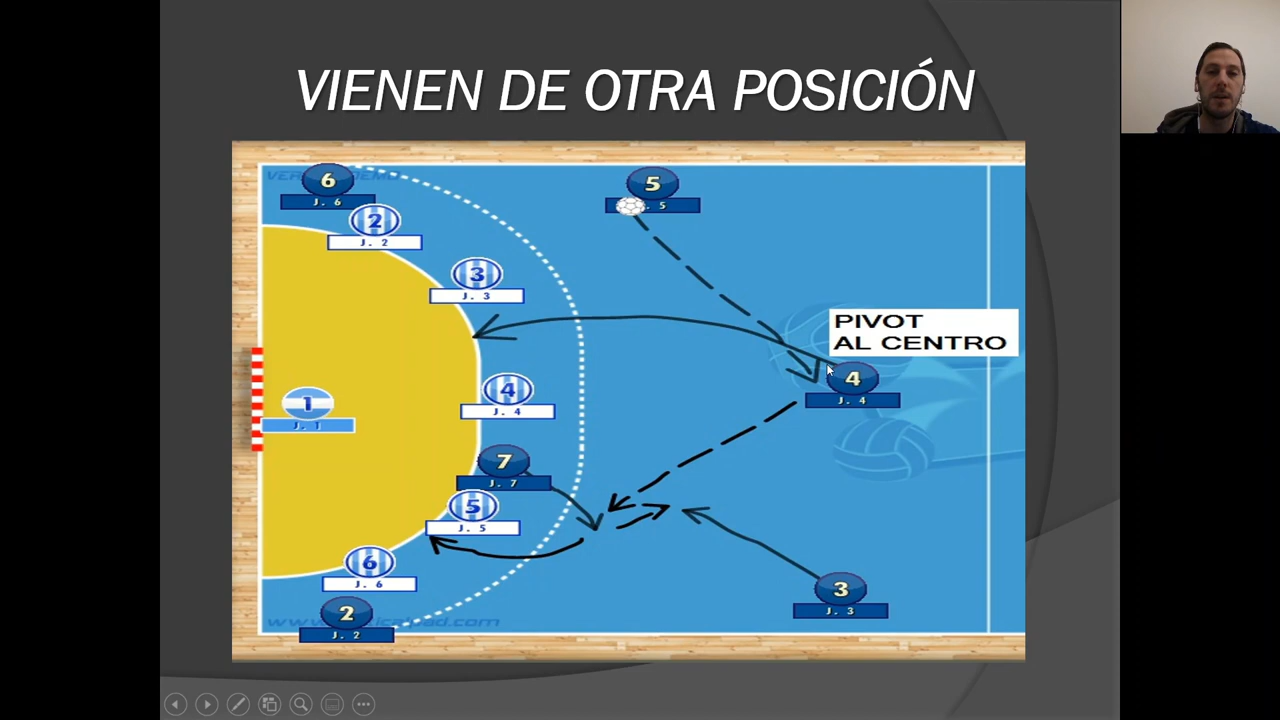 VIENEN DE OTRA POSICIÓN
6
J. 6
2
J. 2
5
. 5
3
J. 3
PIVOT
AL CENTRO
4
J. 4
4
J. 4
1
J. 1
7
J. 7
5
J. 5
6
J. 6
3
J. 3
2
J. 2